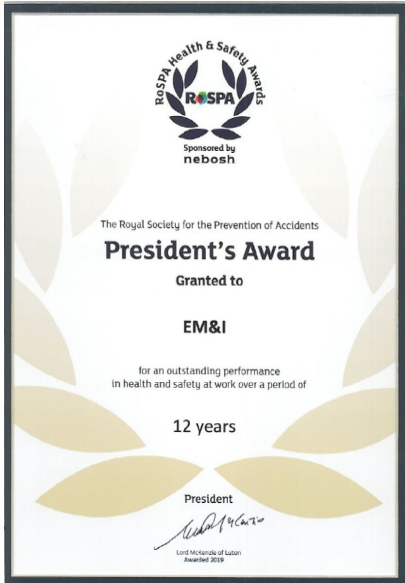 RoSPA Health & Safety Awards
RoSPA
Sponsored by
nebosh
The Royal Society for the Prevention of Accidents
President's Award
Granted to
EM&I
for an outstanding performance
in health and safety at work over a period of
12 years
President
Lord McKenzie of Luton
Awarded 2019